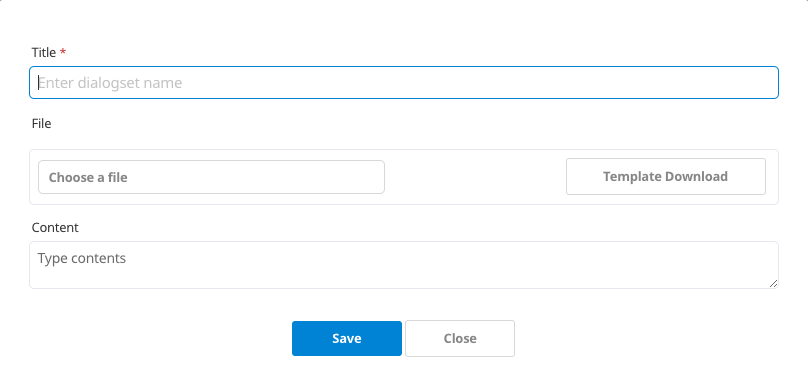 Title *
Enter dialogset name
File
Choose a file
Template Download
Content
Type contents
Save
Close